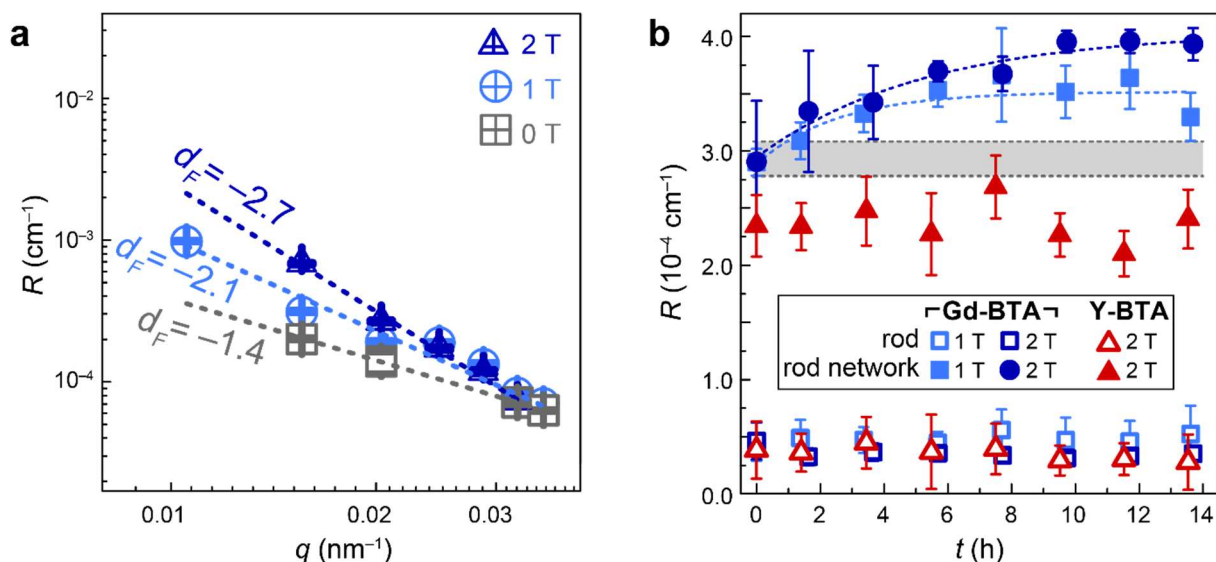 a
2 T
1 T
0 T
d_F = −2.7
d_F = −2.1
d_F = −1.4
10⁻²
10⁻³
10⁻⁴
R (cm⁻¹)
0.01
0.02
0.03
q (nm⁻¹)
b
4.0
3.0
2.0
1.0
0.0
R (10⁻⁴ cm⁻¹)
⌐Gd-BTA¬ Y-BTA
rod 1 T 2 T 2 T
rod network 1 T 2 T 2 T
0 2 4 6 8 10 12 14
t (h)